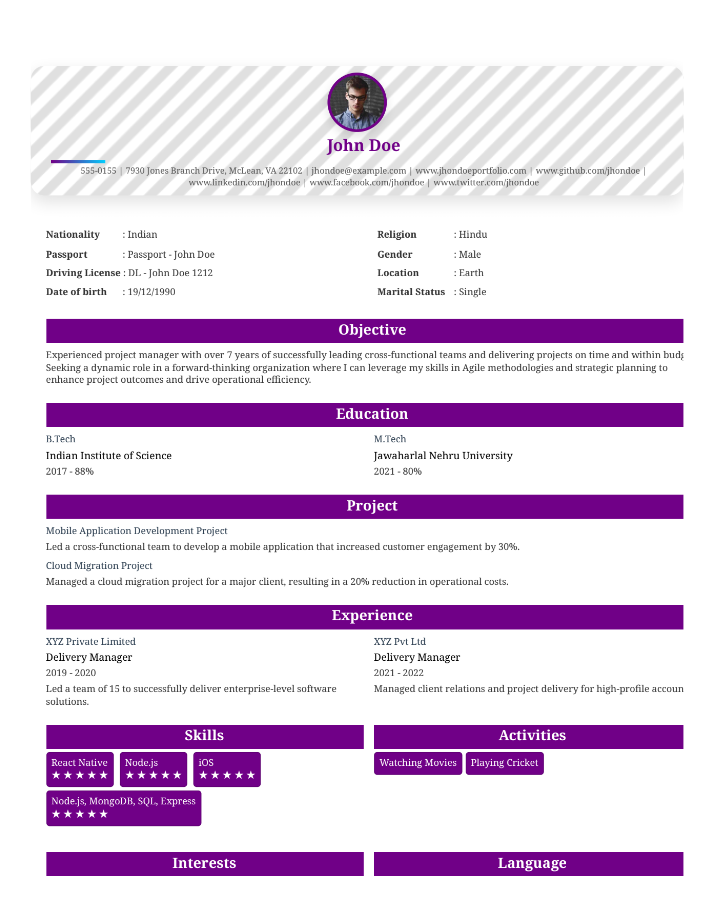 John Doe
555-0155 | 7930 Jones Branch Drive, McLean, VA 22102 | jhondoe@example.com | www.jhondoeportfolio.com | www.github.com/jhondoe |
www.linkedin.com/jhondoe | www.facebook.com/jhondoe | www.twitter.com/jhondoe
Nationality : Indian
Religion : Hindu
Passport : Passport - John Doe
Gender : Male
Driving License : DL - John Doe 1212
Location : Earth
Date of birth : 19/12/1990
Marital Status : Single
Objective
Experienced project manager with over 7 years of successfully leading cross-functional teams and delivering projects on time and within budg
Seeking a dynamic role in a forward-thinking organization where I can leverage my skills in Agile methodologies and strategic planning to
enhance project outcomes and drive operational efficiency.
Education
B.Tech
Indian Institute of Science
2017 - 88%
M.Tech
Jawaharlal Nehru University
2021 - 80%
Project
Mobile Application Development Project
Led a cross-functional team to develop a mobile application that increased customer engagement by 30%.
Cloud Migration Project
Managed a cloud migration project for a major client, resulting in a 20% reduction in operational costs.
Experience
XYZ Private Limited
Delivery Manager
2019 - 2020
Led a team of 15 to successfully deliver enterprise-level software
solutions.
XYZ Pvt Ltd
Delivery Manager
2021 - 2022
Managed client relations and project delivery for high-profile accoun
Skills
React Native
★★★★★
Node.js
★★★★★
iOS
★★★★★
Node.js, MongoDB, SQL, Express
★★★★★
Activities
Watching Movies
Playing Cricket
Interests
Language